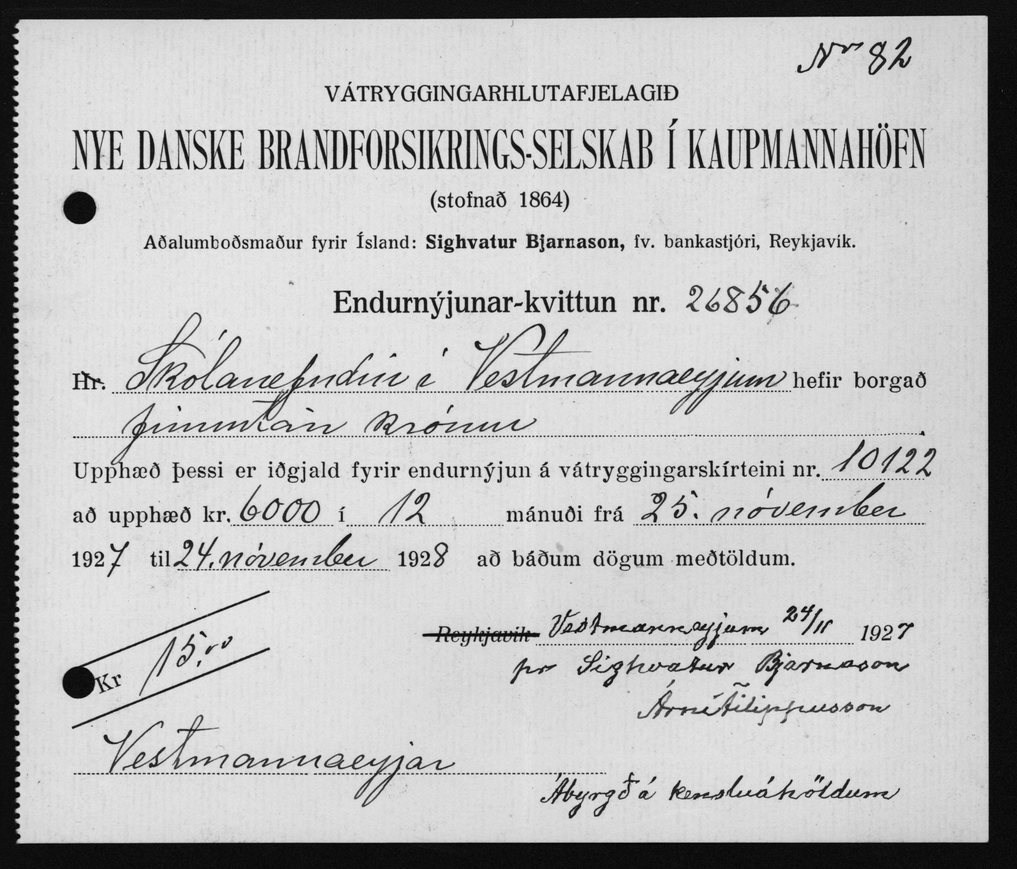 Nr 82
VÁTRYGGINGARHLUTAFJELAGIÐ
NYE DANSKE BRANDFORSIKRINGS-SELSKAB Í KAUPMANNAHÖFN
(stofnað 1864)
Aðalumboðsmaður fyrir Ísland: Sighvatur Bjarnason, fv. bankastjóri, Reykjavík.
Endurnýjunar-kvittun nr. 26856
Hr. Skólanefndin í Vestmannaeyjum hefir borgað
fimmtán krónur
Upphæð þessi er iðgjald fyrir endurnýjun á vátryggingarskírteini nr. 10122
að upphæð kr. 6000 í 12 mánuði frá 25. nóvember
1927 til 24. nóvember 1928 að báðum dögum meðtöldum.
Reykjavík Vestmannaeyjum 24/11 1927
Kr 15.00
pr Sighvatur Bjarnason
Árni Filippusson
Vestmannaeyjar
Ábyrgð á kensluáhöldum